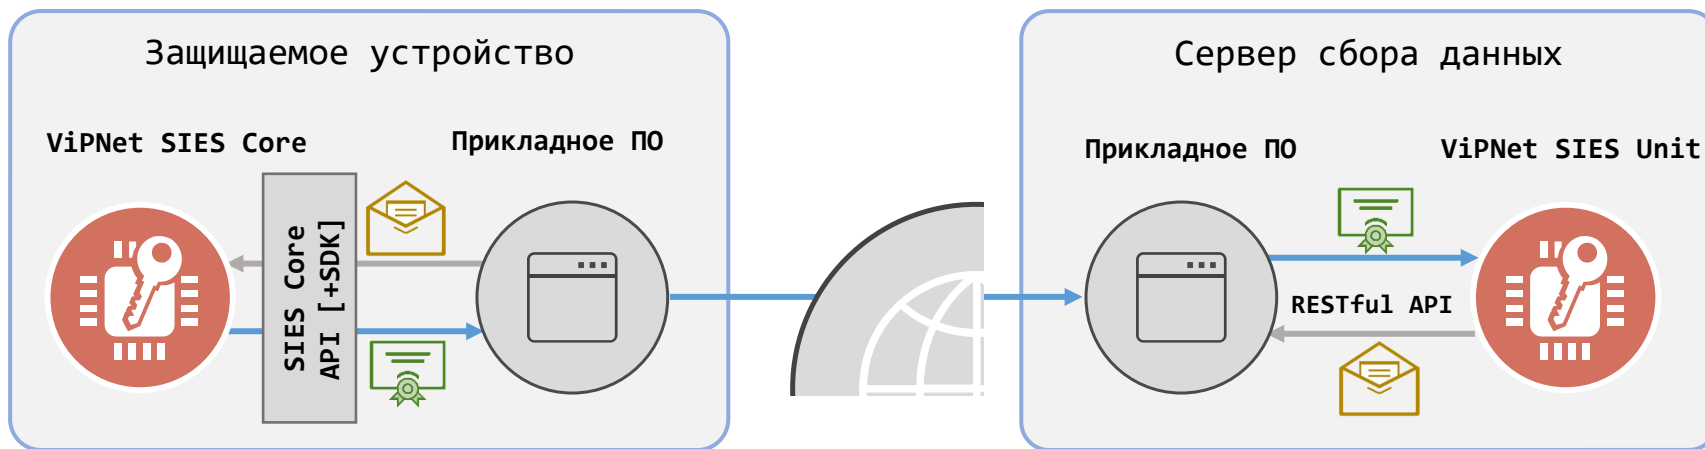 Защищаемое устройство
ViPNet SIES Core
Прикладное ПО
SIES Core
API [+SDK]
Сервер сбора данных
Прикладное ПО
ViPNet SIES Unit
RESTful API